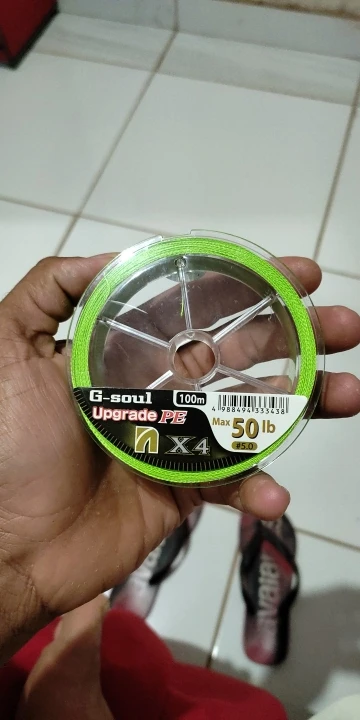 G-soul
100m
Upgrade PE
X4
4 988494 333438
Max 50 lb
#5.0